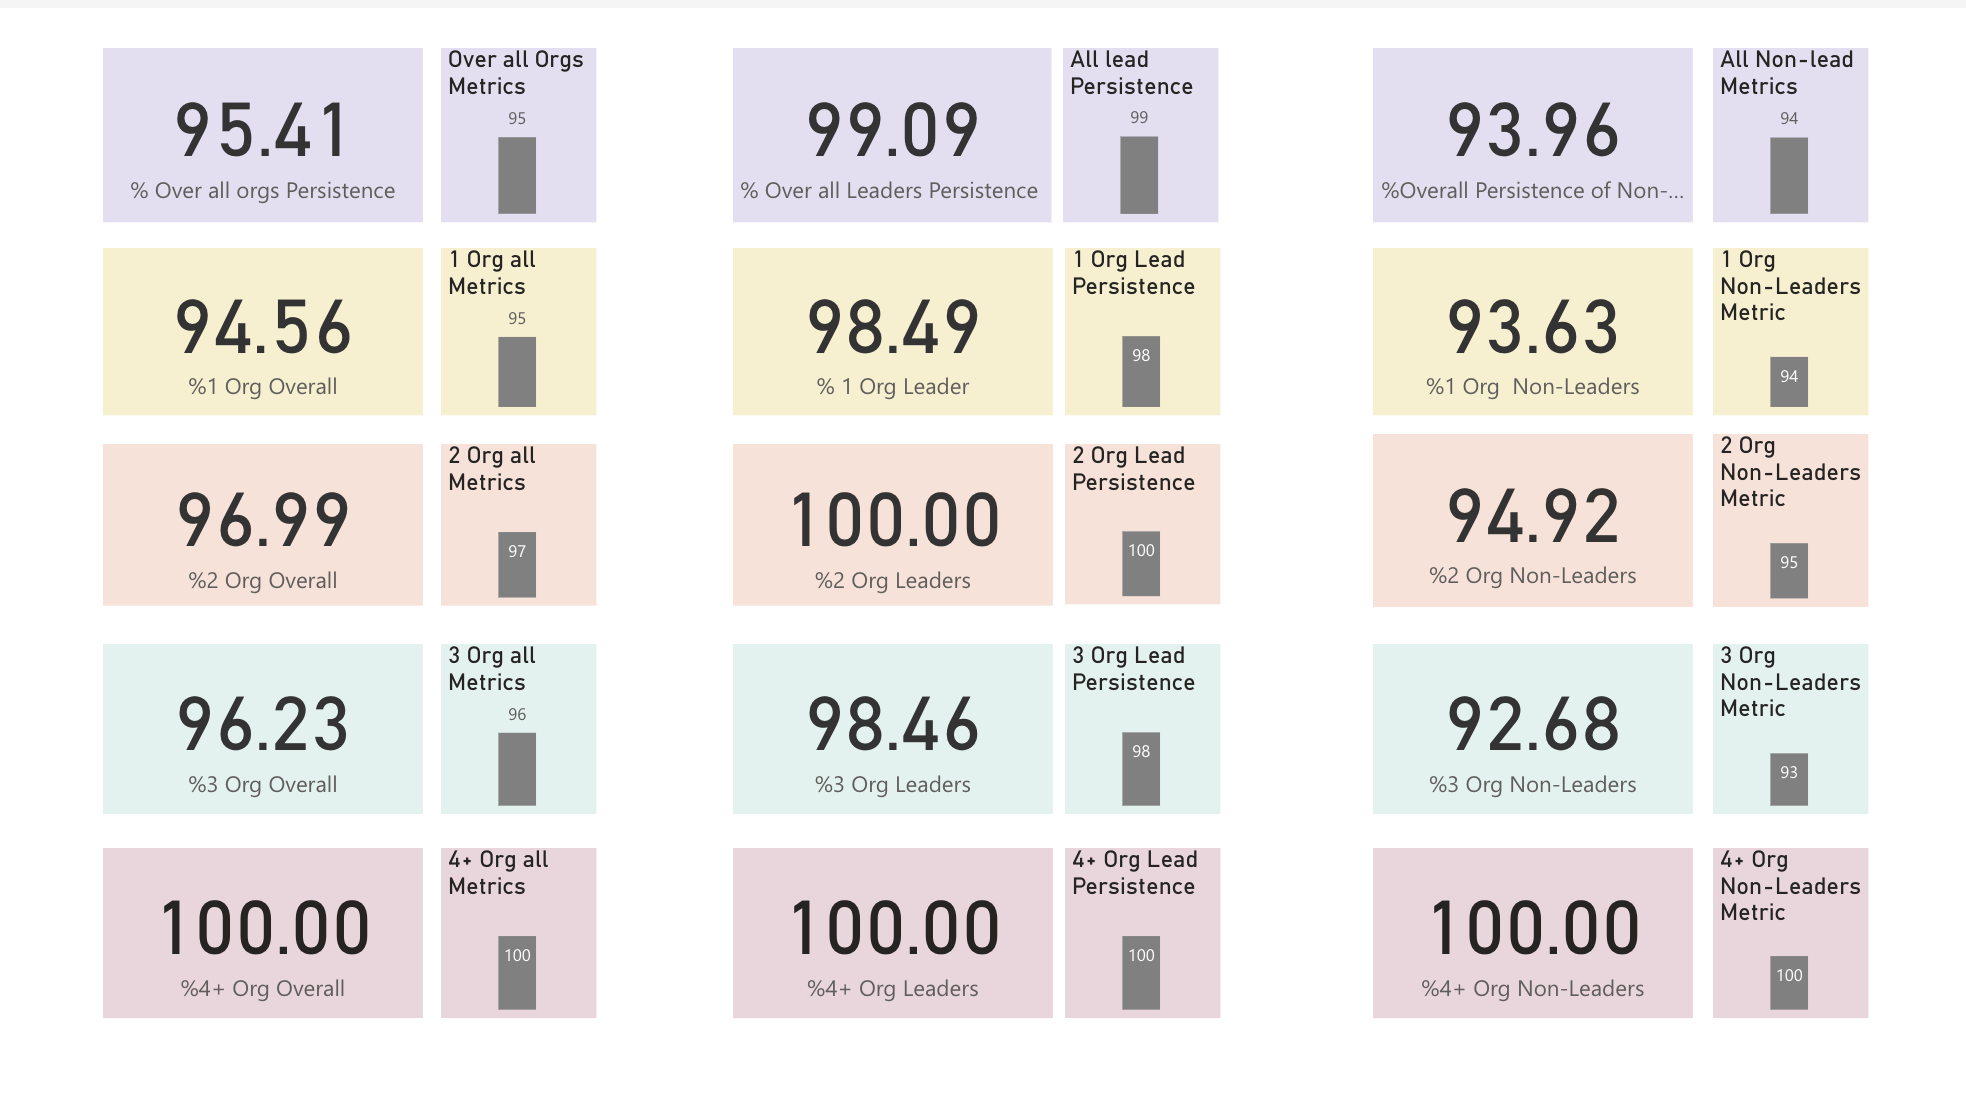 95.41
% Over all orgs Persistence
Over all Orgs
Metrics
95
99.09
% Over all Leaders Persistence
All lead
Persistence
99
93.96
%Overall Persistence of Non-...
All Non-lead
Metrics
94
94.56
%1 Org Overall
1 Org all
Metrics
95
98.49
% 1 Org Leader
1 Org Lead
Persistence
98
93.63
%1 Org  Non-Leaders
1 Org
Non-Leaders
Metric
94
96.99
%2 Org Overall
2 Org all
Metrics
97
100.00
%2 Org Leaders
2 Org Lead
Persistence
100
94.92
%2 Org Non-Leaders
2 Org
Non-Leaders
Metric
95
96.23
%3 Org Overall
3 Org all
Metrics
96
98.46
%3 Org Leaders
3 Org Lead
Persistence
98
92.68
%3 Org Non-Leaders
3 Org
Non-Leaders
Metric
93
100.00
%4+ Org Overall
4+ Org all
Metrics
100
100.00
%4+ Org Leaders
4+ Org Lead
Persistence
100
100.00
%4+ Org Non-Leaders
4+ Org
Non-Leaders
Metric
100